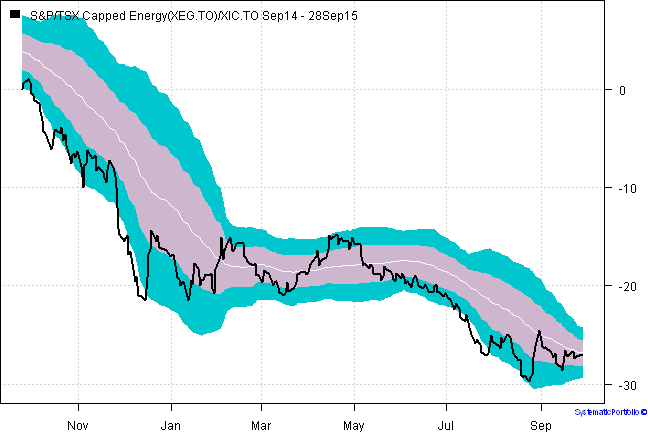 S&P/TSX Capped Energy(XEG.TO)/XIC.TO Sep14 - 28Sep15
0
-10
-20
-30
Nov Jan Mar May Jul Sep
SystematicPortfolio ©